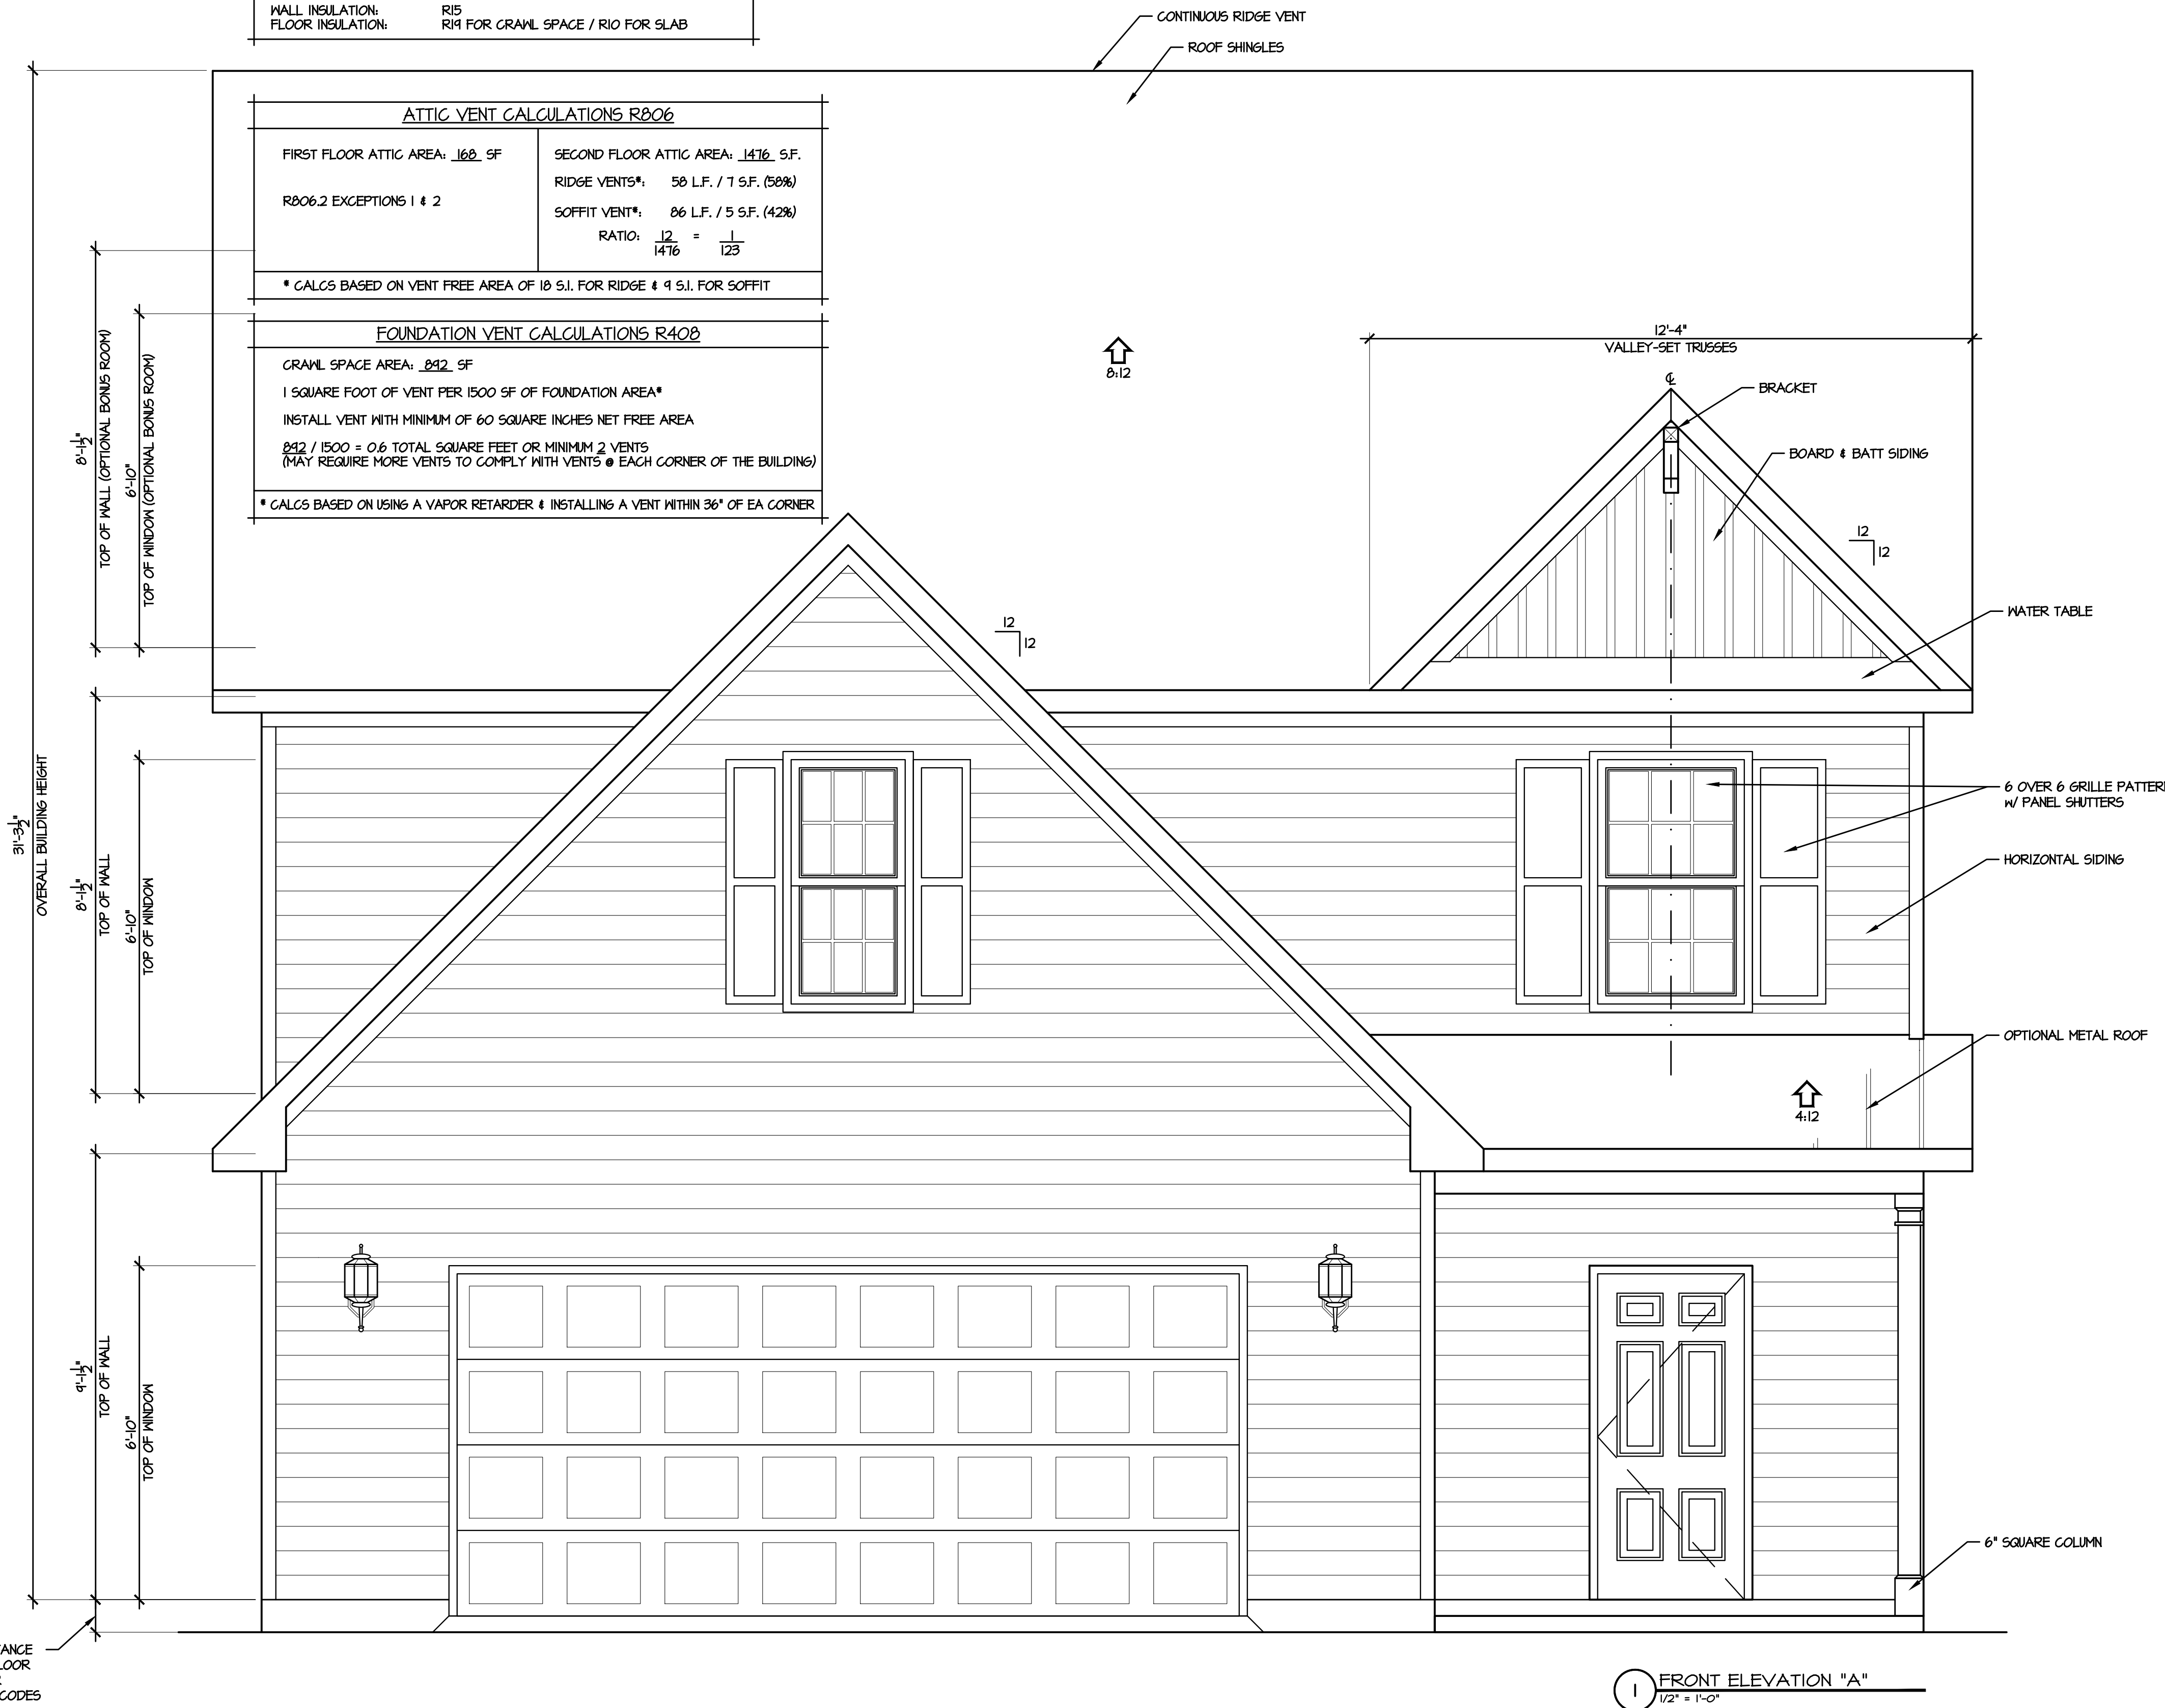 WALL INSULATION: R15
FLOOR INSULATION: R19 FOR CRAWL SPACE / R10 FOR SLAB
CONTINUOUS RIDGE VENT
ROOF SHINGLES
ATTIC VENT CALCULATIONS R806
FIRST FLOOR ATTIC AREA: 168 SF
R806.2 EXCEPTIONS 1 & 2
SECOND FLOOR ATTIC AREA: 1476 S.F.
RIDGE VENTS*: 58 L.F. / 7 S.F. (58%)
SOFFIT VENT*: 86 L.F. / 5 S.F. (42%)
RATIO: 12 = 1
1476 123
* CALCS BASED ON VENT FREE AREA OF 18 S.I. FOR RIDGE & 9 S.I. FOR SOFFIT
FOUNDATION VENT CALCULATIONS R408
CRAWL SPACE AREA: 892 SF
1 SQUARE FOOT OF VENT PER 1500 SF OF FOUNDATION AREA*
INSTALL VENT WITH MINIMUM OF 60 SQUARE INCHES NET FREE AREA
892 / 1500 = 0.6 TOTAL SQUARE FEET OR MINIMUM 2 VENTS
(MAY REQUIRE MORE VENTS TO COMPLY WITH VENTS @ EACH CORNER OF THE BUILDING)
* CALCS BASED ON USING A VAPOR RETARDER & INSTALLING A VENT WITHIN 36" OF EA CORNER
8:12
12'-4"
VALLEY-SET TRUSSES
℄
BRACKET
BOARD & BATT SIDING
12
12
WATER TABLE
12
12
6 OVER 6 GRILLE PATTER
w/ PANEL SHUTTERS
HORIZONTAL SIDING
OPTIONAL METAL ROOF
4:12
6" SQUARE COLUMN
31'-3 1/2"
OVERALL BUILDING HEIGHT
8'-1 1/2"
TOP OF WALL (OPTIONAL BONUS ROOM)
6'-10"
TOP OF WINDOW (OPTIONAL BONUS ROOM)
8'-1 1/2"
TOP OF WALL
6'-10"
TOP OF WINDOW
9'-1 1/2"
TOP OF WALL
6'-10"
TOP OF WINDOW
TANCE
LOOR
CODES
1
FRONT ELEVATION "A"
1/2" = 1'-0"